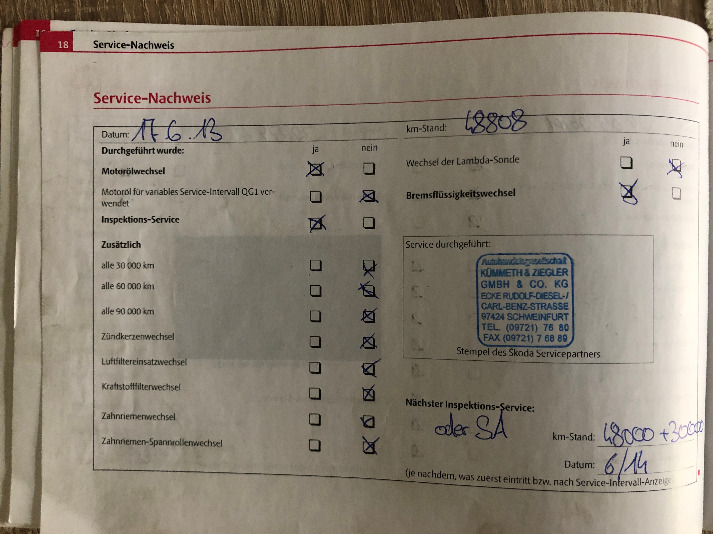 18 Service-Nachweis
Service-Nachweis
Datum: 17.6.13
km-Stand: 48808
Durchgeführt wurde: ja nein
Motorölwechsel
Motoröl für variables Service-Intervall QG1 ver-
wendet
Inspektions-Service
Zusätzlich
alle 30 000 km
alle 60 000 km
alle 90 000 km
Zündkerzenwechsel
Luftfiltereinsatzwechsel
Kraftstofffilterwechsel
Zahnriemenwechsel
Zahnriemen-Spannrollenwechsel
ja nein
Wechsel der Lambda-Sonde
Bremsflüssigkeitswechsel
Service durchgeführt:
Autohandelsgesellschaft
KÜMMETH & ZIEGLER
GMBH & CO. KG
ECKE RUDOLF-DIESEL-/
CARL-BENZ-STRASSE
97424 SCHWEINFURT
TEL. (09721) 76 80
FAX (09721) 7 68 89
Stempel des Škoda Servicepartners
Nächster Inspektions-Service:
oder SA
km-Stand: 48000 + 30000
Datum: 6/14
(je nachdem, was zuerst eintritt bzw. nach Service-Intervall-Anzeige